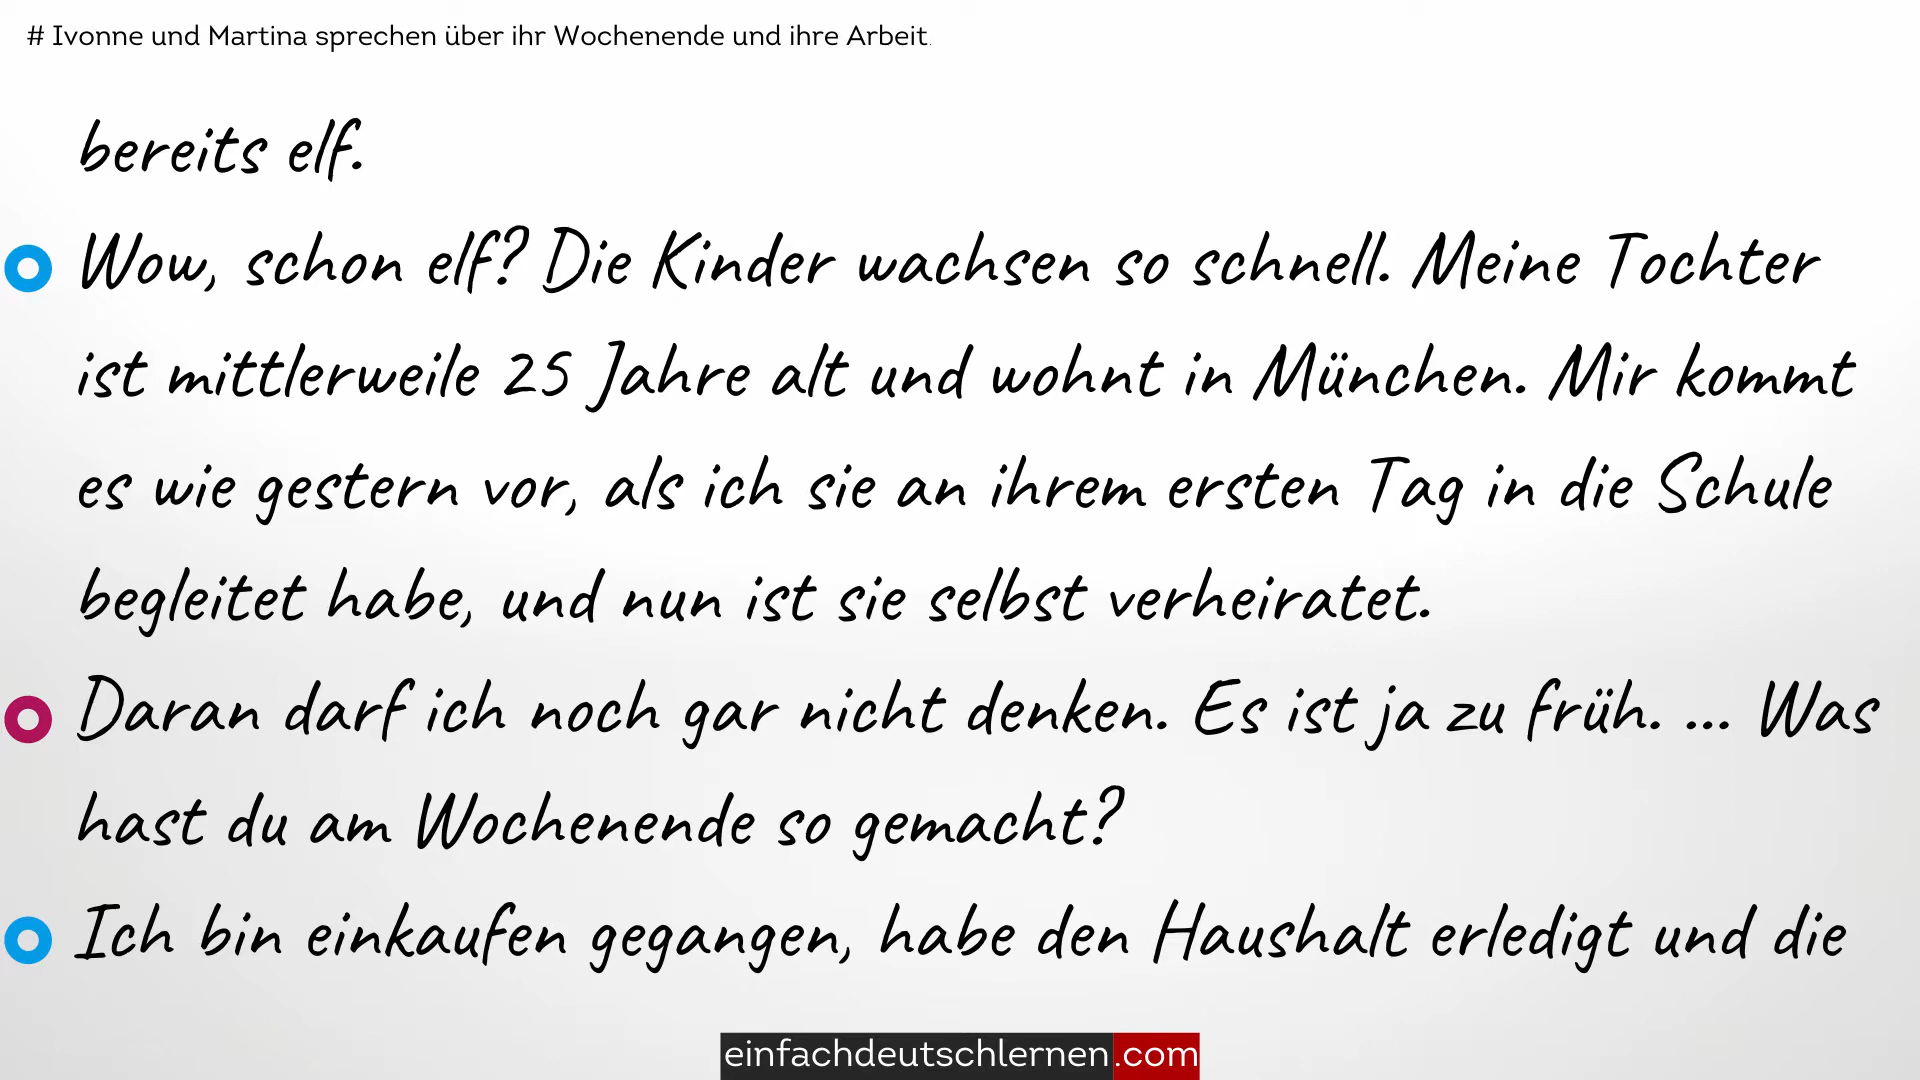 # Ivonne und Martina sprechen über ihr Wochenende und ihre Arbeit
bereits elf.
Wow, schon elf? Die Kinder wachsen so schnell. Meine Tochter
ist mittlerweile 25 Jahre alt und wohnt in München. Mir kommt
es wie gestern vor, als ich sie an ihrem ersten Tag in die Schule
begleitet habe, und nun ist sie selbst verheiratet.
Daran darf ich noch gar nicht denken. Es ist ja zu früh. ... Was
hast du am Wochenende so gemacht?
Ich bin einkaufen gegangen, habe den Haushalt erledigt und die
einfachdeutschlernen.com